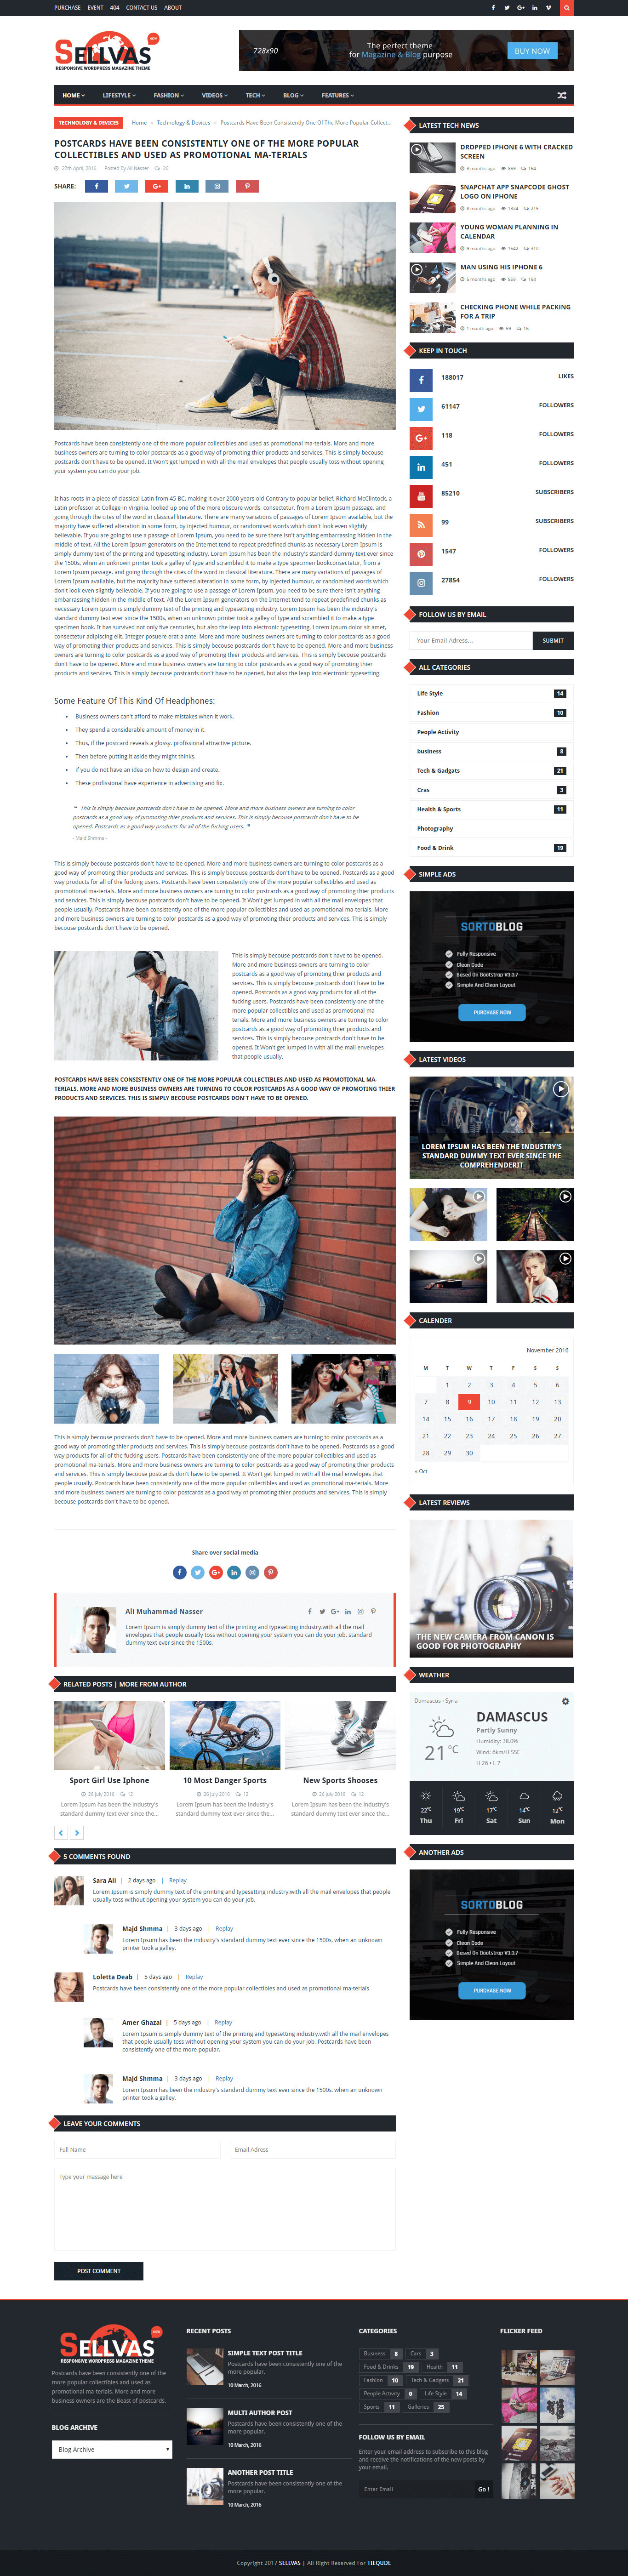 PURCHASE EVENT 404 CONTACT US ABOUT
SELLVAS
NEW
RESPONSIVE WORDPRESS MAGAZINE THEME
728x90
The perfect theme
for Magazine & Blog purpose
BUY NOW
HOME LIFESTYLE FASHION VIDEOS TECH BLOG FEATURES
TECHNOLOGY & DEVICES Home - Technology & Devices - Postcards Have Been Consistently One Of The More Popular Collect...
POSTCARDS HAVE BEEN CONSISTENTLY ONE OF THE MORE POPULAR
COLLECTIBLES AND USED AS PROMOTIONAL MA-TERIALS
27th April, 2016 Posted By Ali Nasser 26
SHARE:
Postcards have been consistently one of the more popular collectibles and used as promotional ma-terials. More and more
business owners are turning to color postcards as a good way of promoting thier products and services. This is simply becouse
postcards don't have to be opened. It Won't get lumped in with all the mail envelopes that people usually toss without opening
your system you can do your job.
It has roots in a piece of classical Latin from 45 BC, making it over 2000 years old Contrary to popular belief, Richard McClintock, a
Latin professor at College in Virginia, looked up one of the more obscure words, consectetur, from a Lorem Ipsum passage, and
going through the cites of the word in classical literature. There are many variations of passages of Lorem Ipsum available, but the
majority have suffered alteration in some form, by injected humour, or randomised words which don't look even slightly
believable. If you are going to use a passage of Lorem Ipsum, you need to be sure there isn't anything embarrassing hidden in the
middle of text. All the Lorem Ipsum generators on the Internet tend to repeat predefined chunks as necessary Lorem Ipsum is
simply dummy text of the printing and typesetting industry. Lorem Ipsum has been the industry's standard dummy text ever since
the 1500s, when an unknown printer took a galley of type and scrambled it to make a type specimen bookconsectetur, from a
Lorem Ipsum passage, and going through the cites of the word in classical literature. There are many variations of passages of
Lorem Ipsum available, but the majority have suffered alteration in some form, by injected humour, or randomised words which
don't look even slightly believable. If you are going to use a passage of Lorem Ipsum, you need to be sure there isn't anything
embarrassing hidden in the middle of text. All the Lorem Ipsum generators on the Internet tend to repeat predefined chunks as
necessary Lorem Ipsum is simply dummy text of the printing and typesetting industry. Lorem Ipsum has been the industry's
standard dummy text ever since the 1500s, when an unknown printer took a galley of type and scrambled it to make a type
specimen book. It has survived not only five centuries, but also the leap into electronic typesetting. Lorem ipsum dolor sit amet,
consectetur adipiscing elit. Integer posuere erat a ante. More and more business owners are turning to color postcards as a good
way of promoting thier products and services. This is simply becouse postcards don't have to be opened. More and more business
owners are turning to color postcards as a good way of promoting thier products and services. This is simply becouse postcards
don't have to be opened. More and more business owners are turning to color postcards as a good way of promoting thier
products and services. This is simply becouse postcards don't have to be opened, but also the leap into electronic typesetting.
Some Feature Of This Kind Of Headphones:
Business owners can't afford to make mistakes when it work.
They spend a considerable amount of money in it.
Thus, if the postcard reveals a glossy. profissional attractive picture.
Then before putting it aside they might thinks.
if you do not have an idea on how to design and create.
These profissional have experience in advertising and fix.
❝ This is simply becouse postcards don't have to be opened. More and more business owners are turning to color
postcards as a good way of promoting thier products and services. This is simply becouse postcards don't have to be
opened. Postcards as a good way products for all of the fucking users. ❞
- Majd Shmma -
This is simply becouse postcards don't have to be opened. More and more business owners are turning to color postcards as a
good way of promoting thier products and services. This is simply becouse postcards don't have to be opened. Postcards as a good
way products for all of the fucking users. Postcards have been consistently one of the more popular collectibles and used as
promotional ma-terials. More and more business owners are turning to color postcards as a good way of promoting thier products
and services. This is simply becouse postcards don't have to be opened. It Won't get lumped in with all the mail envelopes that
people usually. Postcards have been consistently one of the more popular collectibles and used as promotional ma-terials. More
and more business owners are turning to color postcards as a good way of promoting thier products and services. This is simply
becouse postcards don't have to be opened.
This is simply becouse postcards don't have to be opened.
More and more business owners are turning to color
postcards as a good way of promoting thier products and
services. This is simply becouse postcards don't have to be
opened. Postcards as a good way products for all of the
fucking users. Postcards have been consistently one of the
more popular collectibles and used as promotional ma-
terials. More and more business owners are turning to color
postcards as a good way of promoting thier products and
services. This is simply becouse postcards don't have to be
opened. It Won't get lumped in with all the mail envelopes
that people usually.
POSTCARDS HAVE BEEN CONSISTENTLY ONE OF THE MORE POPULAR COLLECTIBLES AND USED AS PROMOTIONAL MA-
TERIALS. MORE AND MORE BUSINESS OWNERS ARE TURNING TO COLOR POSTCARDS AS A GOOD WAY OF PROMOTING THIER
PRODUCTS AND SERVICES. THIS IS SIMPLY BECOUSE POSTCARDS DON'T HAVE TO BE OPENED.
This is simply becouse postcards don't have to be opened. More and more business owners are turning to color postcards as a
good way of promoting thier products and services. This is simply becouse postcards don't have to be opened. Postcards as a good
way products for all of the fucking users. Postcards have been consistently one of the more popular collectibles and used as
promotional ma-terials. More and more business owners are turning to color postcards as a good way of promoting thier products
and services. This is simply becouse postcards don't have to be opened. It Won't get lumped in with all the mail envelopes that
people usually. Postcards have been consistently one of the more popular collectibles and used as promotional ma-terials. More
and more business owners are turning to color postcards as a good way of promoting thier products and services. This is simply
becouse postcards don't have to be opened.
Share over social media
Ali Muhammad Nasser
Lorem Ipsum is simply dummy text of the printing and typesetting industry.with all the mail
envelopes that people usually toss without opening your system you can do your job. standard
dummy text ever since the 1500s.
RELATED POSTS | MORE FROM AUTHOR
Sport Girl Use Iphone
26 July 2016 12
Lorem Ipsum has been the industry's
standard dummy text ever since the...
10 Most Danger Sports
26 July 2016 12
Lorem Ipsum has been the industry's
standard dummy text ever since the...
New Sports Shooses
26 July 2016 12
Lorem Ipsum has been the industry's
standard dummy text ever since the...
5 COMMENTS FOUND
Sara Ali | 2 days ago | Replay
Lorem Ipsum is simply dummy text of the printing and typesetting industry.with all the mail envelopes that people
usually toss without opening your system you can do your job.
Majd Shmma | 3 days ago | Replay
Lorem Ipsum has been the industry's standard dummy text ever since the 1500s, when an unknown
printer took a galley.
Loletta Deab | 5 days ago | Replay
Postcards have been consistently one of the more popular collectibles and used as promotional ma-terials
Amer Ghazal | 5 days ago | Replay
Lorem Ipsum is simply dummy text of the printing and typesetting industry.with all the mail envelopes
that people usually toss without opening your system you can do your job. Postcards have been
consistently one of the more popular.
Majd Shmma | 3 days ago | Replay
Lorem Ipsum has been the industry's standard dummy text ever since the 1500s, when an unknown
printer took a galley.
LEAVE YOUR COMMENTS
Full Name Email Adress
Type your massage here
POST COMMENT
LATEST TECH NEWS
DROPPED IPHONE 6 WITH CRACKED
SCREEN
3 months ago 859 164
SNAPCHAT APP SNAPCODE GHOST
LOGO ON IPHONE
8 months ago 1324 215
YOUNG WOMAN PLANNING IN
CALENDAR
9 months ago 1542 310
MAN USING HIS IPHONE 6
5 months ago 859 164
CHECKING PHONE WHILE PACKING
FOR A TRIP
1 month ago 59 16
KEEP IN TOUCH
188017 LIKES
61147 FOLLOWERS
118 FOLLOWERS
451 FOLLOWERS
85210 SUBSCRIBERS
99 SUBSCRIBERS
1547 FOLLOWERS
27854 FOLLOWERS
FOLLOW US BY EMAIL
Your Email Adress... SUBMIT
ALL CATEGORIES
Life Style 14
Fashion 10
People Activity
business 8
Tech & Gadgats 21
Cras 3
Health & Sports 11
Photography
Food & Drink 19
SIMPLE ADS
SORTOBLOG
Fully Responsive
Clean Code
Based On Bootstrap V3.3.7
Simple And Clean Layout
PURCHASE NOW
LATEST VIDEOS
LOREM IPSUM HAS BEEN THE INDUSTRY'S
STANDARD DUMMY TEXT EVER SINCE THE
COMPREHENDERIT
CALENDER
November 2016
M T W T F S S
1 2 3 4 5 6
7 8 9 10 11 12 13
14 15 16 17 18 19 20
21 22 23 24 25 26 27
28 29 30
« Oct
LATEST REVIEWS
THE NEW CAMERA FROM CANON IS
GOOD FOR PHOTOGRAPHY
WEATHER
Damascus - Syria
DAMASCUS
Partly Sunny
Humidity: 38.0%
Wind: 6km/H SSE
H 26 • L 7
21°C
22°C 19°C 17°C 14°C 12°C
Thu Fri Sat Sun Mon
ANOTHER ADS
SORTOBLOG
Fully Responsive
Clean Code
Based On Bootstrap V3.3.7
Simple And Clean Layout
PURCHASE NOW
SELLVAS
NEW
RESPONSIVE WORDPRESS MAGAZINE THEME
Postcards have been consistently one of the
more popular collectibles and used as
promotional ma-terials. More and more
business owners are the Beast of postcards.
BLOG ARCHIVE
Blog Archive
RECENT POSTS
SIMPLE TEXT POST TITLE
Postcards have been consistently one of the
more popular.
10 March, 2016
MULTI AUTHOR POST
Postcards have been consistently one of the
more popular.
10 March, 2016
ANOTHER POST TITLE
Postcards have been consistently one of the
more popular.
10 March, 2016
CATEGORIES
Business 8 Cars 3
Food & Drinks 19 Health 11
Fashion 10 Tech & Gadgets 21
People Activity 0 Life Style 14
Sports 11 Galleries 25
FOLLOW US BY EMAIL
Enter your email address to subscribe to this blog
and receive the notifications of the new posts by
your email.
Enter Email Go !
FLICKER FEED
Copyright 2017 SELLVAS | All Right Reserved For TIEQUDE